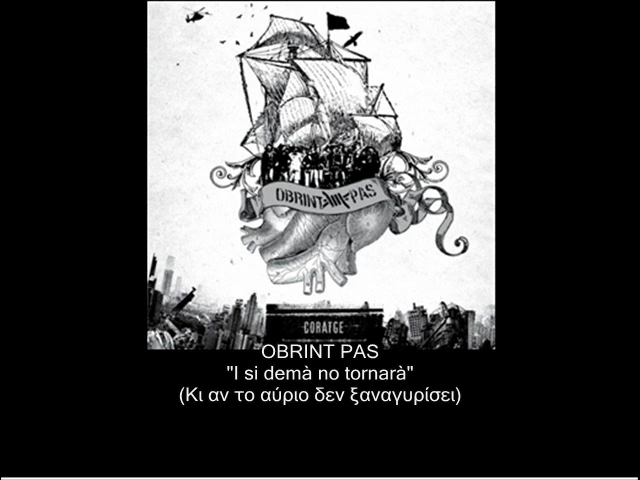 OBRINT PAS
CORATGE
OBRINT PAS
"I si demà no tornarà"
(Κι αν το αύριο δεν ξαναγυρίσει)